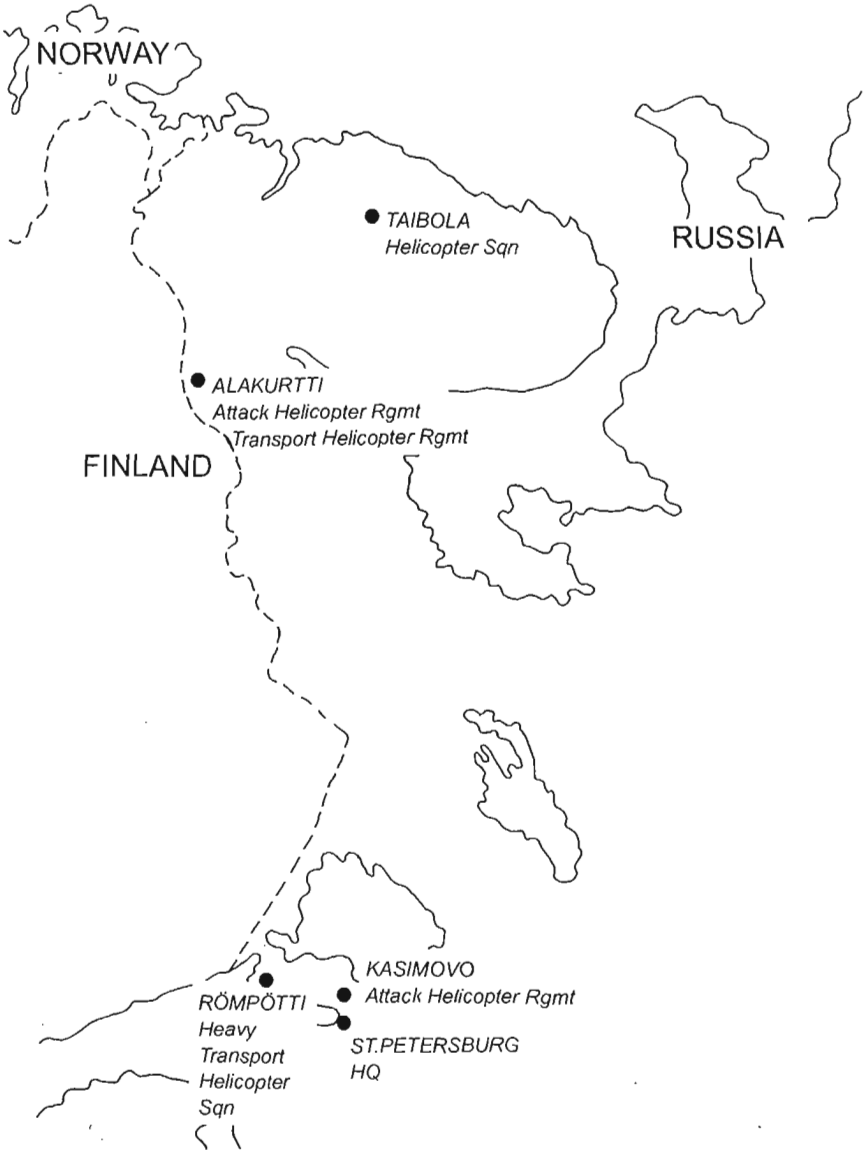 NORWAY
TAIBOLA
Helicopter Sqn
RUSSIA
ALAKURTTI
Attack Helicopter Rgmt
Transport Helicopter Rgmt
FINLAND
KASIMOVO
Attack Helicopter Rgmt
RÖMPÖTTI
Heavy
Transport
Helicopter
Sqn
ST.PETERSBURG
HQ